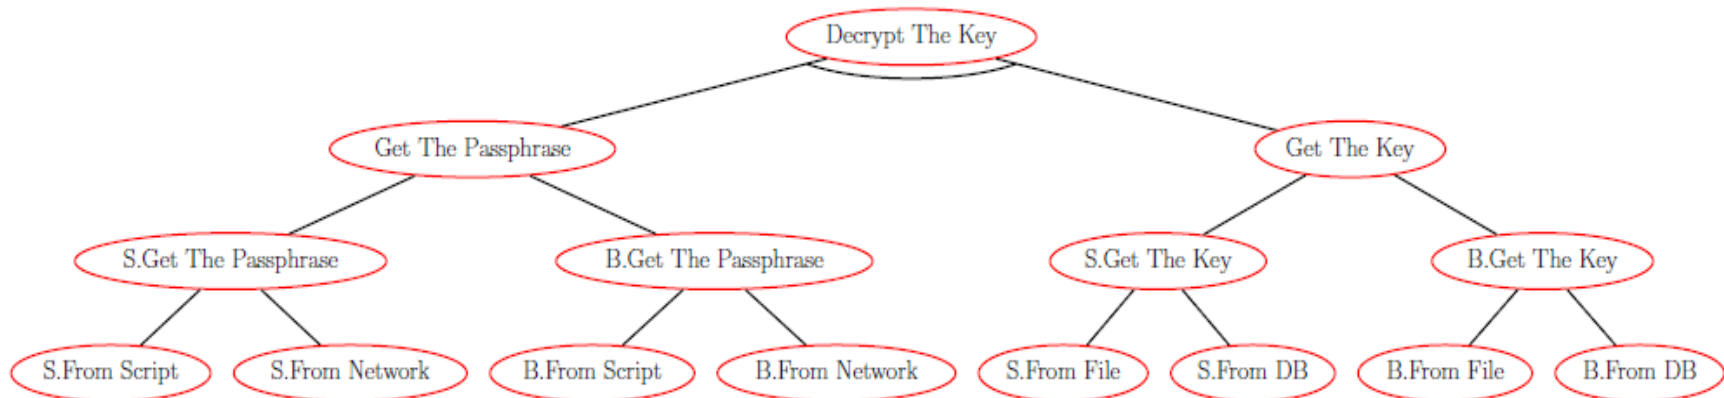 Decrypt The Key
Get The Passphrase
Get The Key
S.Get The Passphrase
B.Get The Passphrase
S.Get The Key
B.Get The Key
S.From Script
S.From Network
B.From Script
B.From Network
S.From File
S.From DB
B.From File
B.From DB